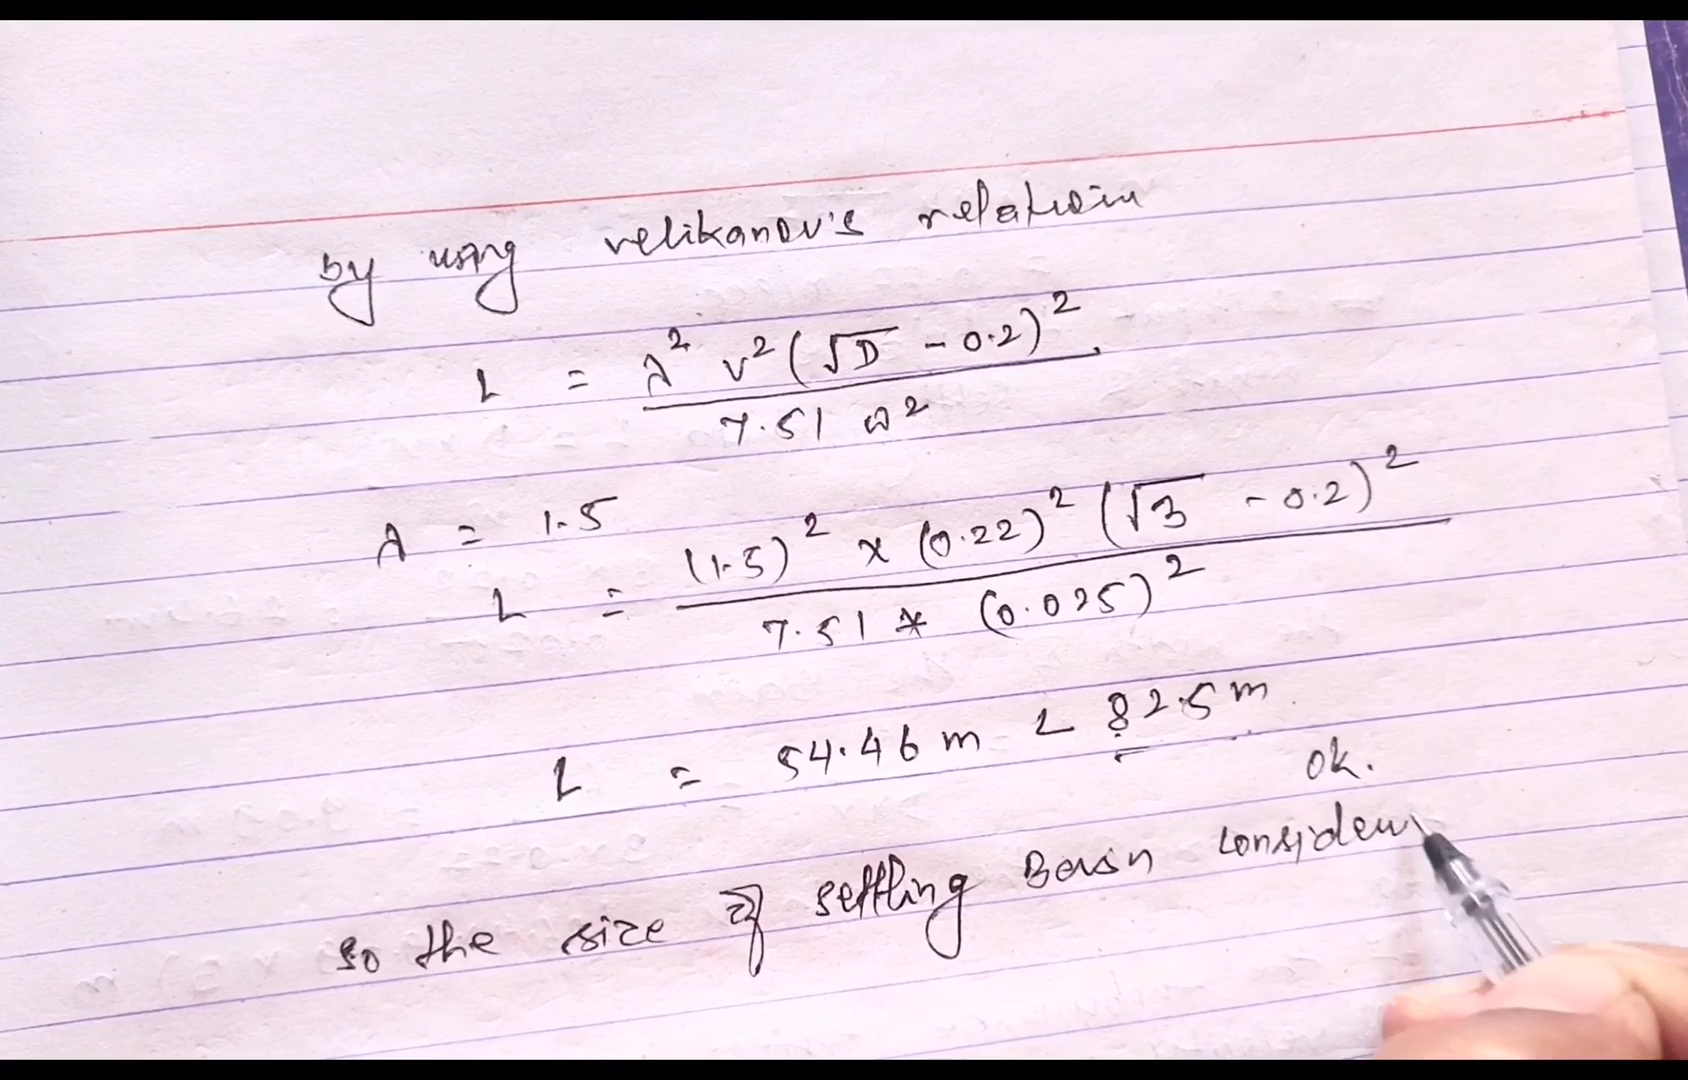 by using velikanov's relation
L = λ² v² (√D - 0.2)² / 7.51 ω²
λ = 1.5
L = (1.5)² x (0.22)² (√3 - 0.2)² / 7.51 * (0.025)²
L = 54.46 m < 82.5 m
ok.
so the size of settling Basin consider